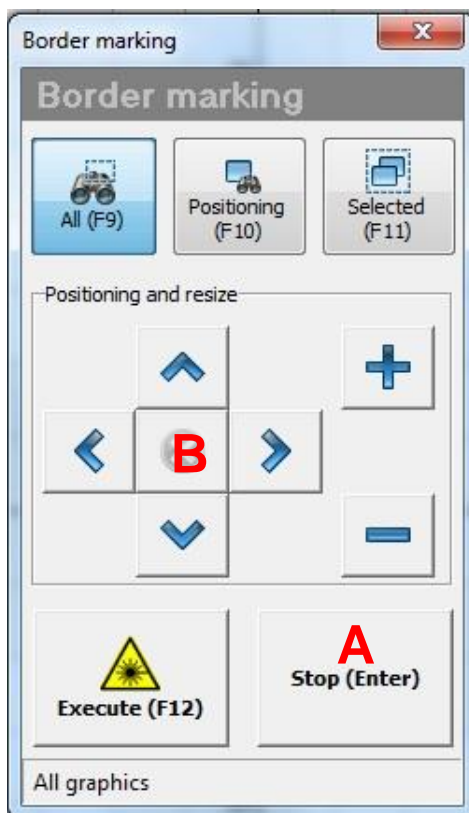 Border marking
Border marking
All (F9)
Positioning
(F10)
Selected
(F11)
Positioning and resize
B
A
Stop (Enter)
Execute (F12)
All graphics